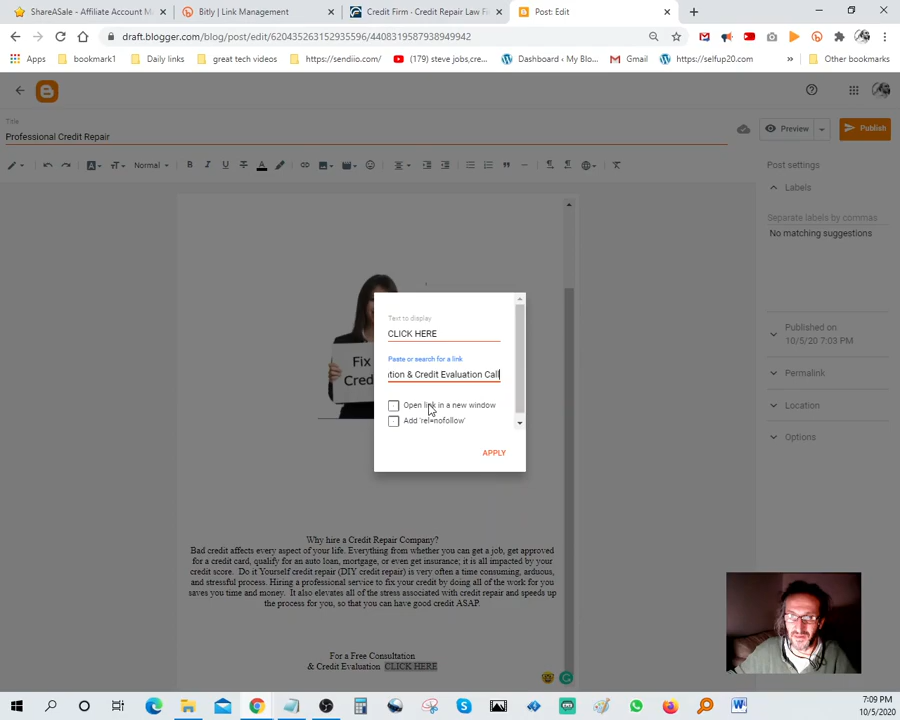 ShareASale - Affiliate Account Ma
Bitly | Link Management
Credit Firm - Credit Repair Law Fi
Post: Edit
draft.blogger.com/blog/post/edit/620435263152935596/4408319587938980942
Apps
bookmark1
Daily links
great tech videos
https://sendiio.com/
(179) steve jobs,cre...
Dashboard ‹ My Blo...
Gmail
https://selfup20.com
»
Other bookmarks
Title
Professional Credit Repair
Preview
Publish
Normal
Post settings
Labels
Separate labels by commas
No matching suggestions
Published on
10/5/20 7:03 PM
Permalink
Location
Options
Fix
Cred
Text to display
CLICK HERE
Paste or search for a link
tion & Credit Evaluation Call
Open link in a new window
Add 'rel=nofollow'
APPLY
Why hire a Credit Repair Company?
Bad credit affects every aspect of your life. Everything from whether you can get a job, get approved
for a credit card, qualify for an auto loan, mortgage, or even get insurance; it is all impacted by your
credit score. Do it Yourself credit repair (DIY credit repair) is very often a time consuming, arduous,
and stressful process. Hiring a professional service to fix your credit by doing all of the work for you
saves you time and money. It also elevates all of the stress associated with credit repair and speeds up
the process for you, so that you can have good credit ASAP.
For a Free Consultation
& Credit Evaluation CLICK HERE
7:09 PM
10/5/2020